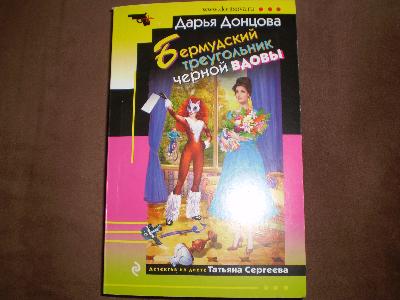 www.dontsova.ru
Дарья Донцова
Бермудский
треугольник
черной вдовы
Детектив на диете Татьяна Сергеева